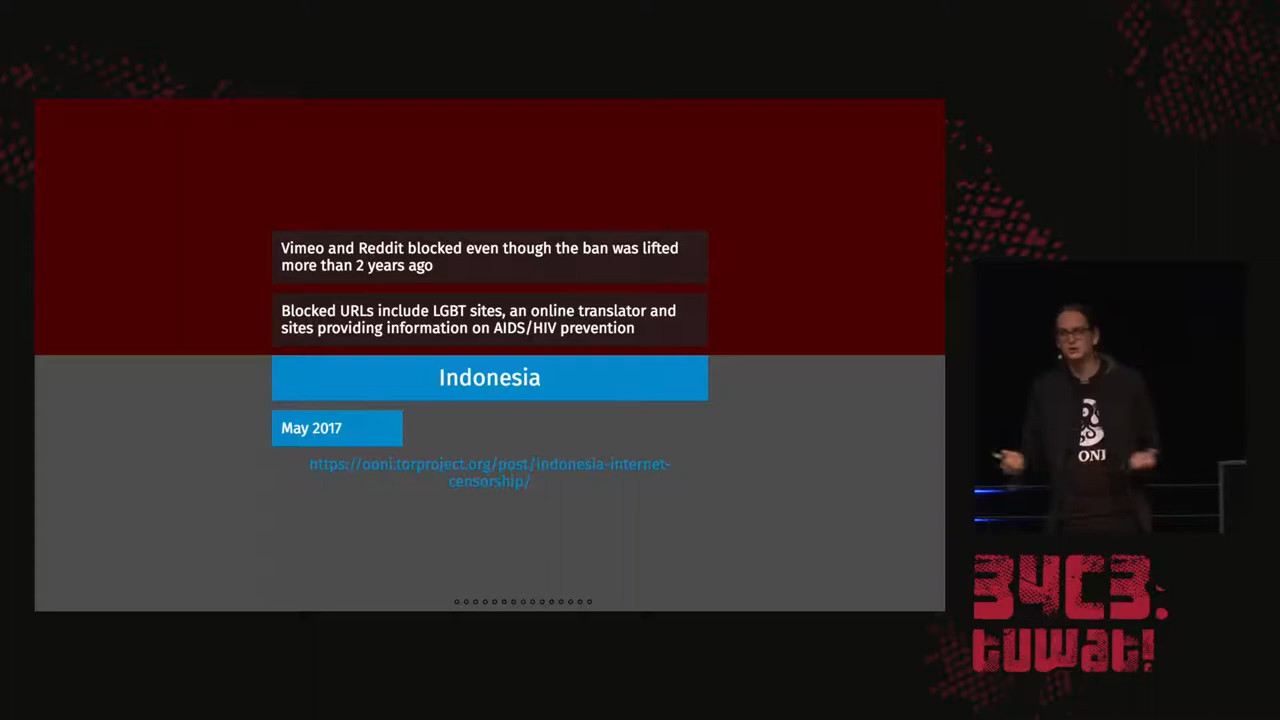 Vimeo and Reddit blocked even though the ban was lifted
more than 2 years ago
Blocked URLs include LGBT sites, an online translator and
sites providing information on AIDS/HIV prevention
Indonesia
May 2017
https://ooni.torproject.org/post/indonesia-internet-
censorship/
ONI
34C3.
tuwat!